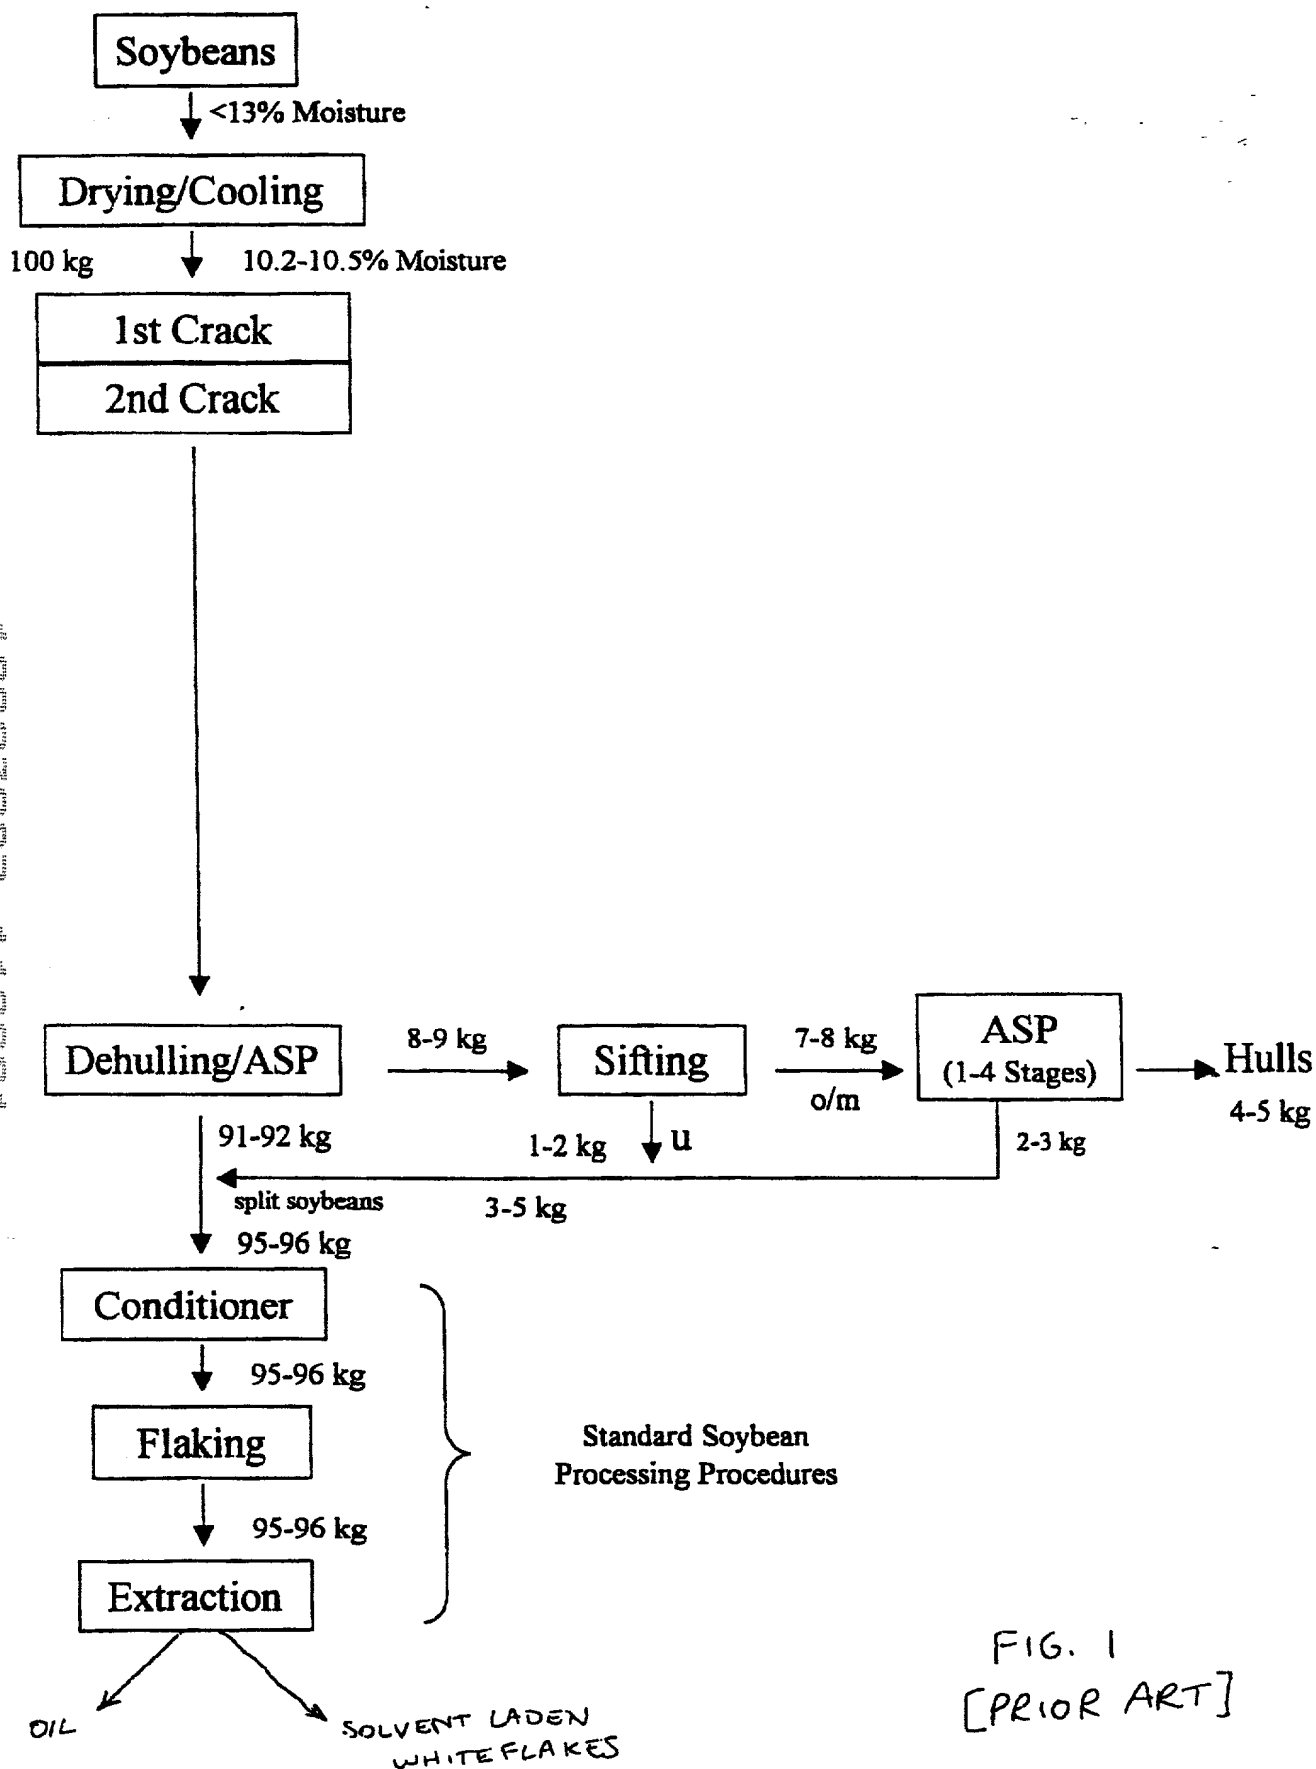 Soybeans
<13% Moisture
Drying/Cooling
100 kg
10.2-10.5% Moisture
1st Crack
2nd Crack
Dehulling/ASP
8-9 kg
Sifting
7-8 kg
o/m
ASP
(1-4 Stages)
Hulls
4-5 kg
91-92 kg
1-2 kg
u
2-3 kg
split soybeans
3-5 kg
95-96 kg
Conditioner
95-96 kg
Flaking
Standard Soybean
Processing Procedures
95-96 kg
Extraction
OIL
SOLVENT LADEN
WHITEFLAKES
FIG. 1
[PRIOR ART]